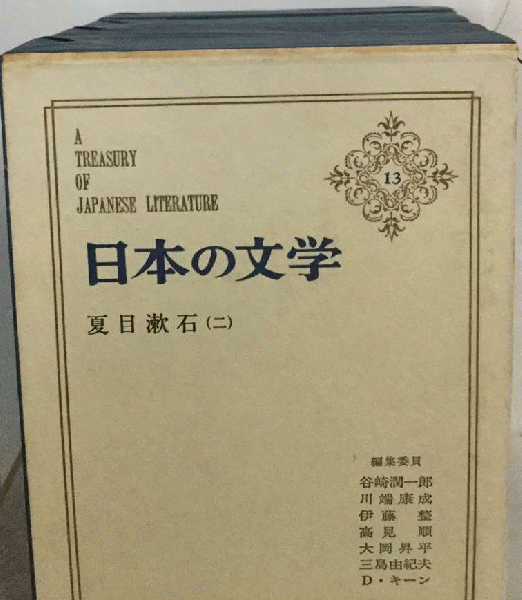 A
TREASURY
OF
JAPANESE LITERATURE
13
日本の文学
夏目漱石(二)
編集委員
谷崎潤一郎
川端康成
伊藤整
高見順
大岡昇平
三島由紀夫
D・キーン